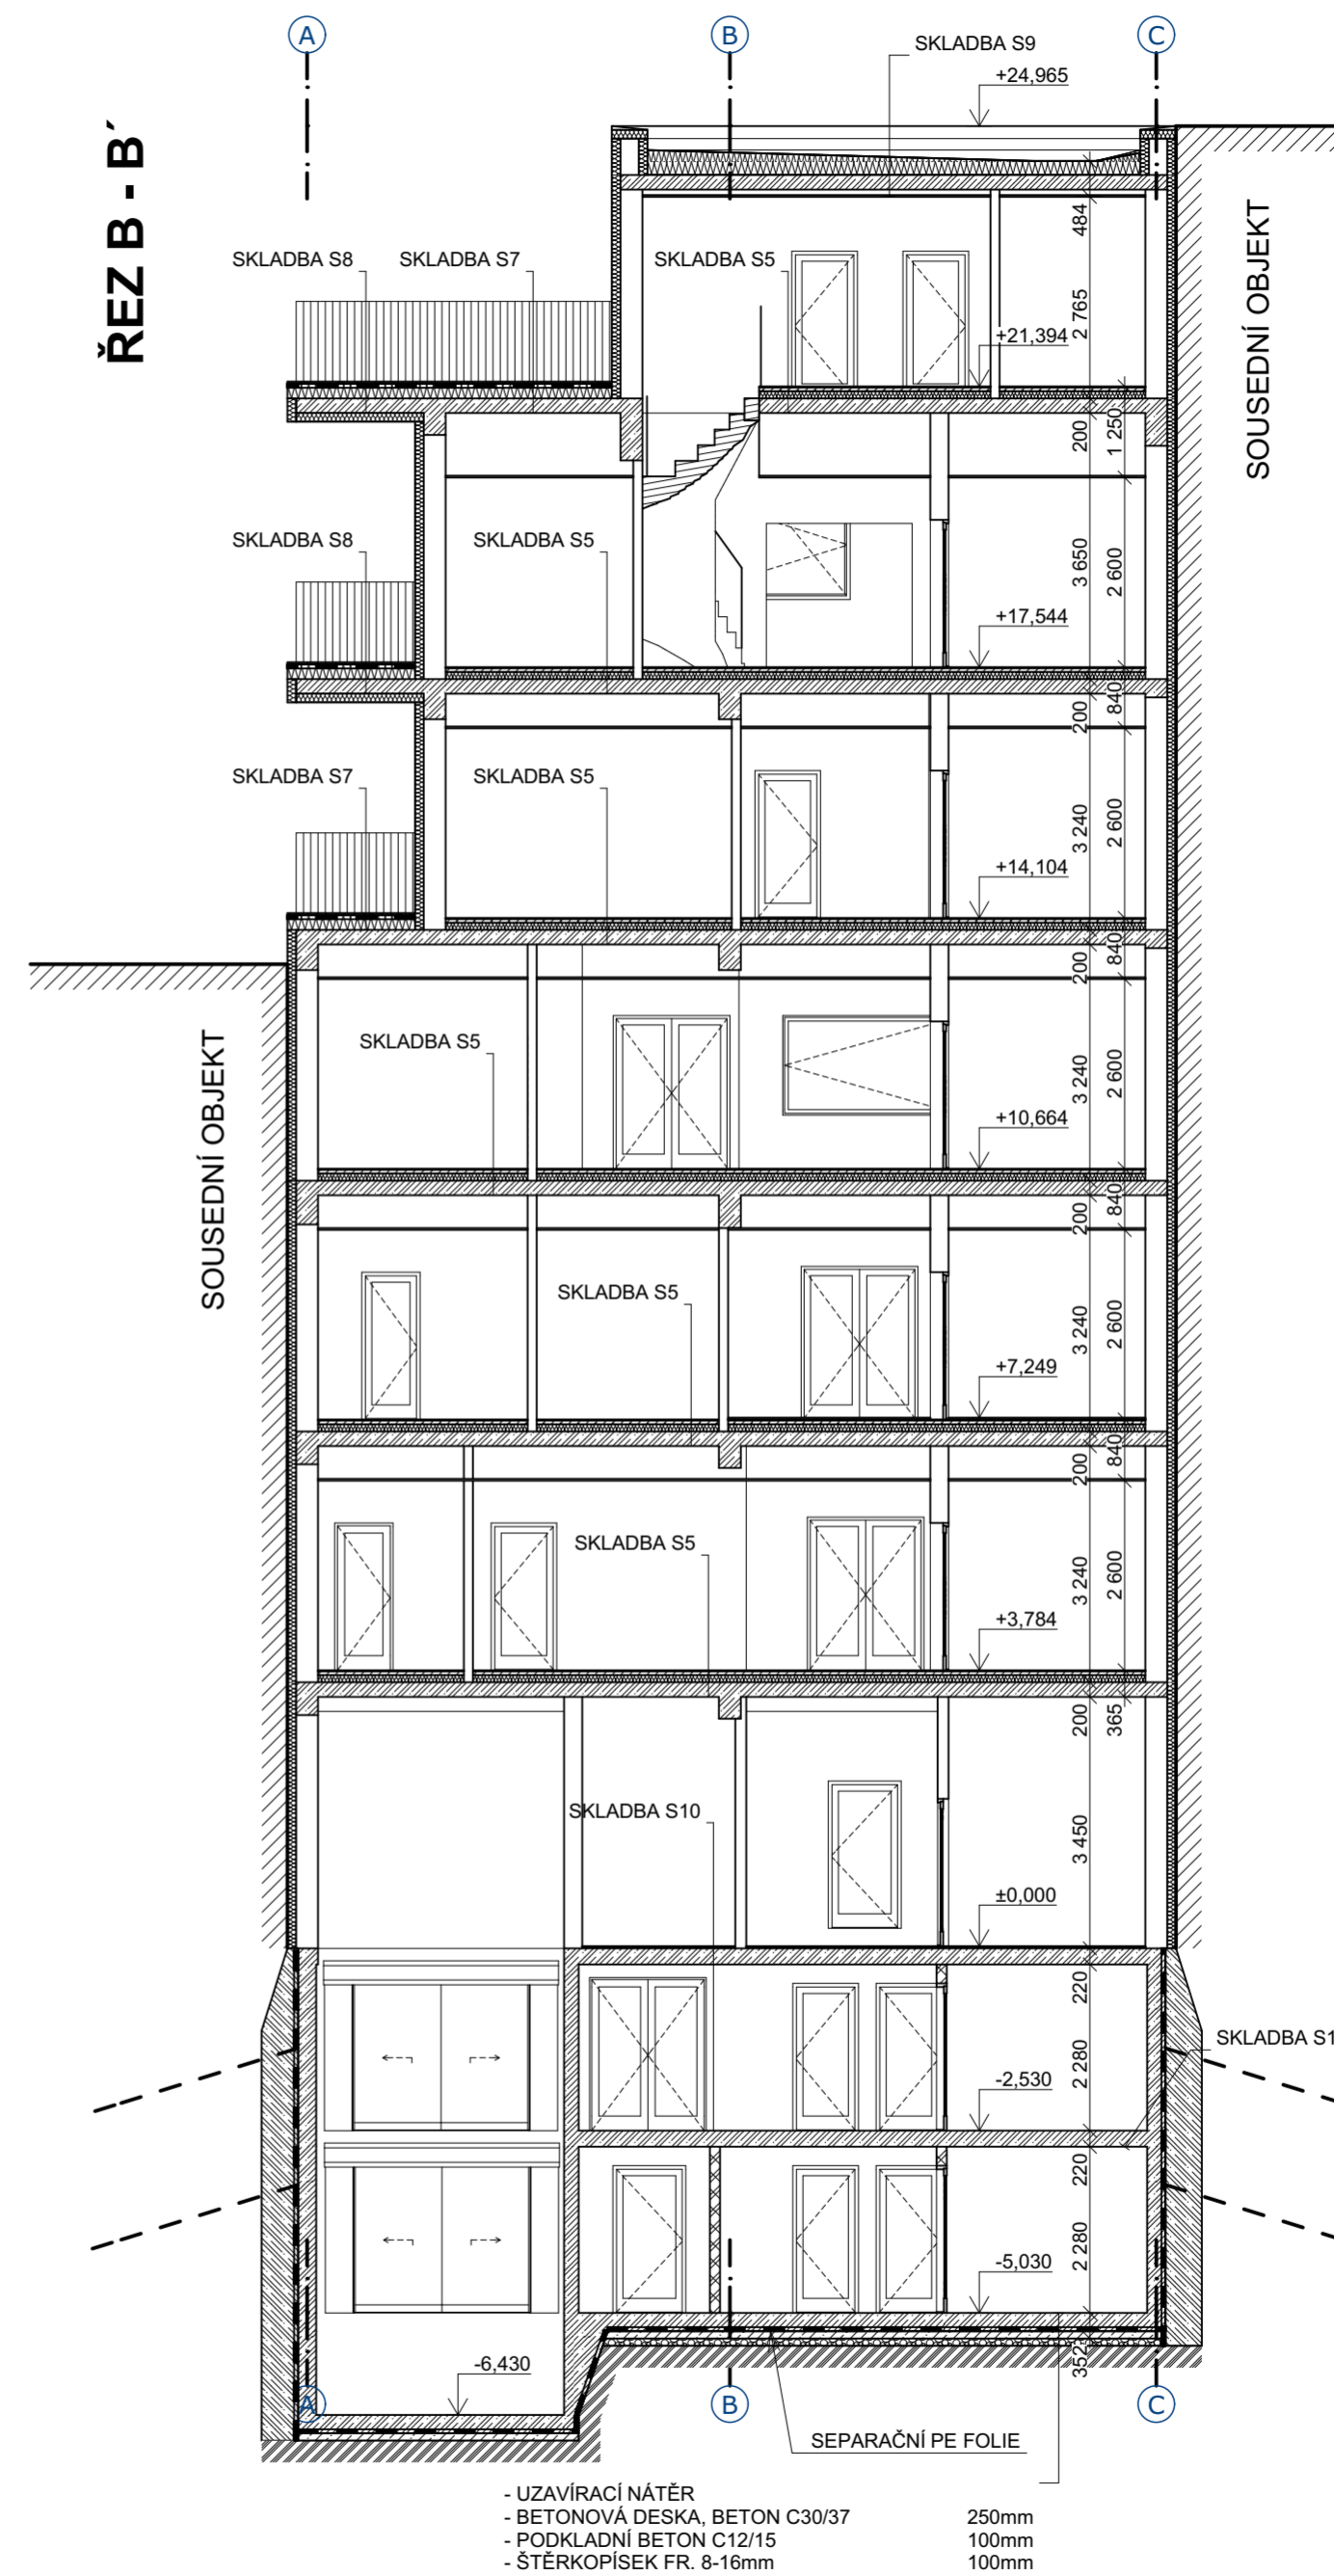 A
B
C
SKLADBA S9
+24,965
ŘEZ B - B´
SOUSEDNÍ OBJEKT
484
SKLADBA S8
SKLADBA S7
SKLADBA S5
2 765
+21,394
200
1 250
SKLADBA S8
SKLADBA S5
3 650
2 600
+17,544
200
840
SKLADBA S7
SKLADBA S5
3 240
2 600
+14,104
200
840
SOUSEDNÍ OBJEKT
SKLADBA S5
3 240
2 600
+10,664
200
840
SKLADBA S5
3 240
2 600
+7,249
200
840
SKLADBA S5
3 240
2 600
+3,784
200
365
SKLADBA S10
3 450
±0,000
220
SKLADBA S1
2 280
-2,530
220
2 280
-5,030
352
-6,430
A
B
C
SEPARAČNÍ PE FOLIE
- UZAVÍRACÍ NÁTĚR
- BETONOVÁ DESKA, BETON C30/37 250mm
- PODKLADNÍ BETON C12/15 100mm
- ŠTĚRKOPÍSEK FR. 8-16mm 100mm